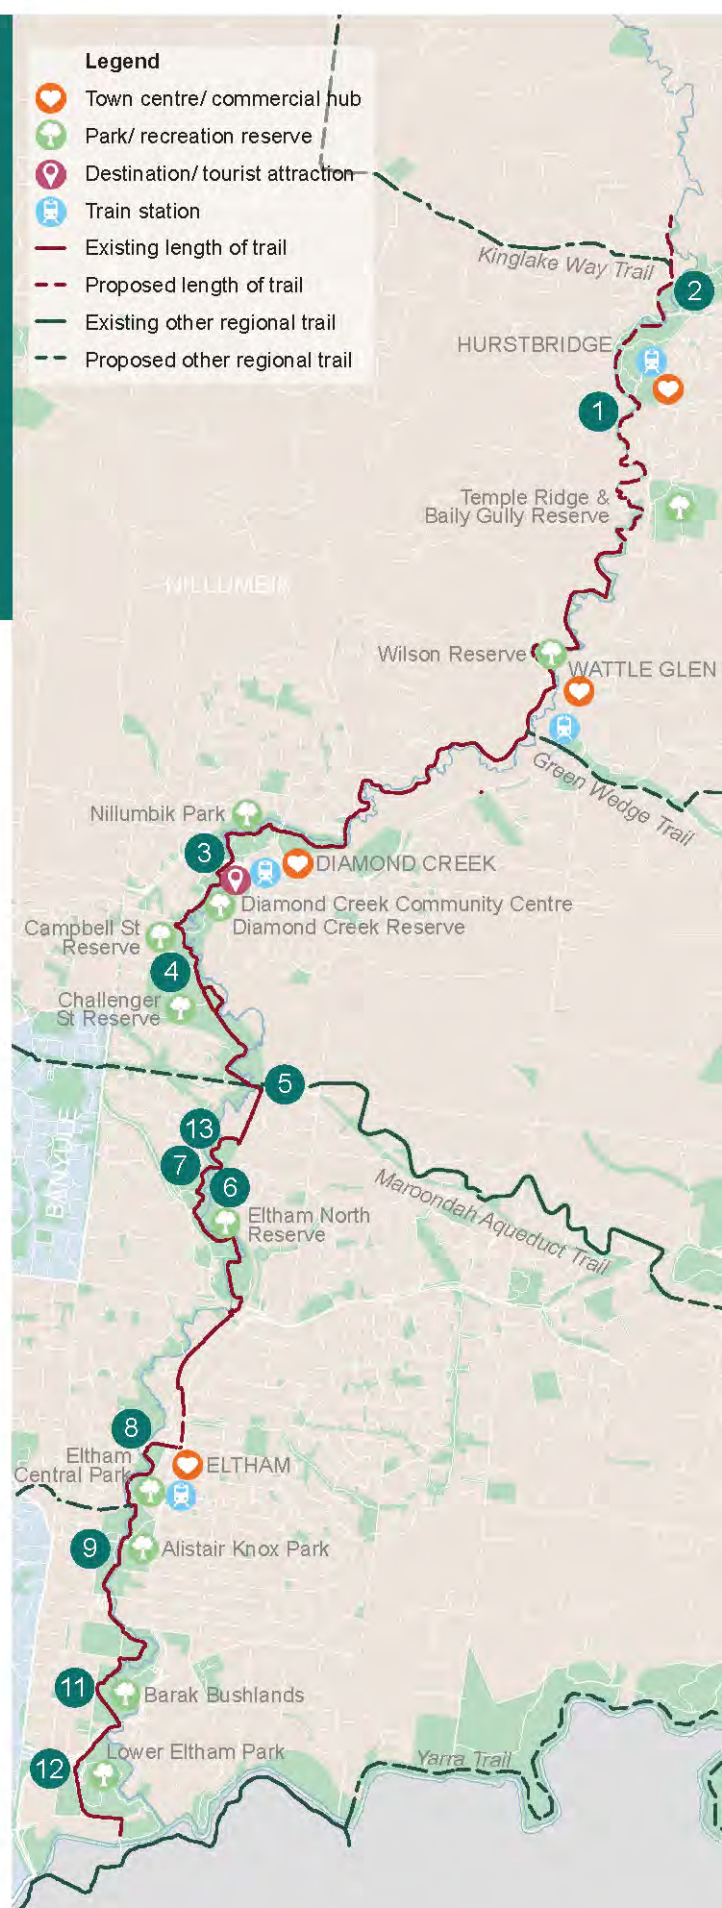 Legend
Town centre/ commercial hub
Park/ recreation reserve
Destination/ tourist attraction
Train station
Existing length of trail
Proposed length of trail
Existing other regional trail
Proposed other regional trail
Kinglake Way Trail
2
HURSTBRIDGE
1
Temple Ridge &
Baily Gully Reserve
NILLUMBIK
Wilson Reserve
WATTLE GLEN
Green Wedge Trail
Nillumbik Park
3
DIAMOND CREEK
Diamond Creek Community Centre
Diamond Creek Reserve
Campbell St
Reserve
4
Challenger
St Reserve
5
13
7
6
BANYULE
Maroondah Aqueduct Trail
Eltham North
Reserve
8
Eltham
Central Park
ELTHAM
9
Alistair Knox Park
11
Barak Bushlands
Lower Eltham Park
12
Yarra Trail